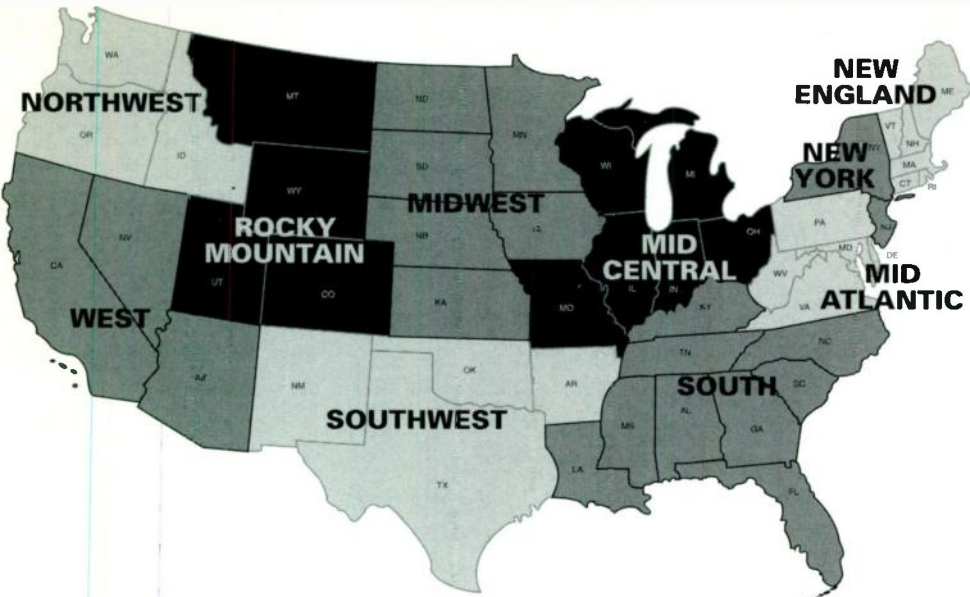 WA
NORTHWEST
OR
ID
MT
WY
ROCKY
MOUNTAIN
UT
CO
NV
CA
WEST
AZ
ND
SD
MIDWEST
NB
KA
MN
NM
OK
AR
SOUTHWEST
TX
WI
MI
MID
CENTRAL
IL
IN
OH
MO
KY
NEW
ENGLAND
ME
VT
NH
MA
CT
RI
NEW
YORK
NY
NJ
PA
MD
DE
WV
VA
MID
ATLANTIC
TN
NC
SC
SOUTH
MS
AL
GA
LA
FL